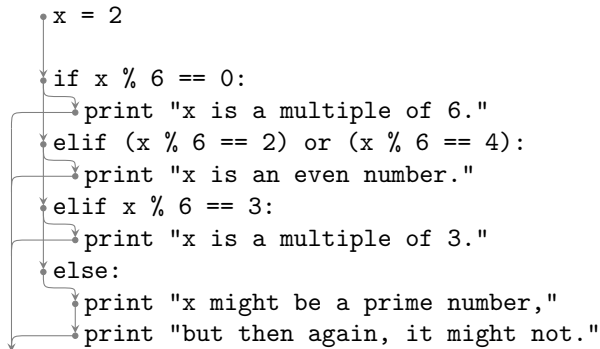 x = 2
if x % 6 == 0:
print "x is a multiple of 6."
elif (x % 6 == 2) or (x % 6 == 4):
print "x is an even number."
elif x % 6 == 3:
print "x is a multiple of 3."
else:
print "x might be a prime number,"
print "but then again, it might not."